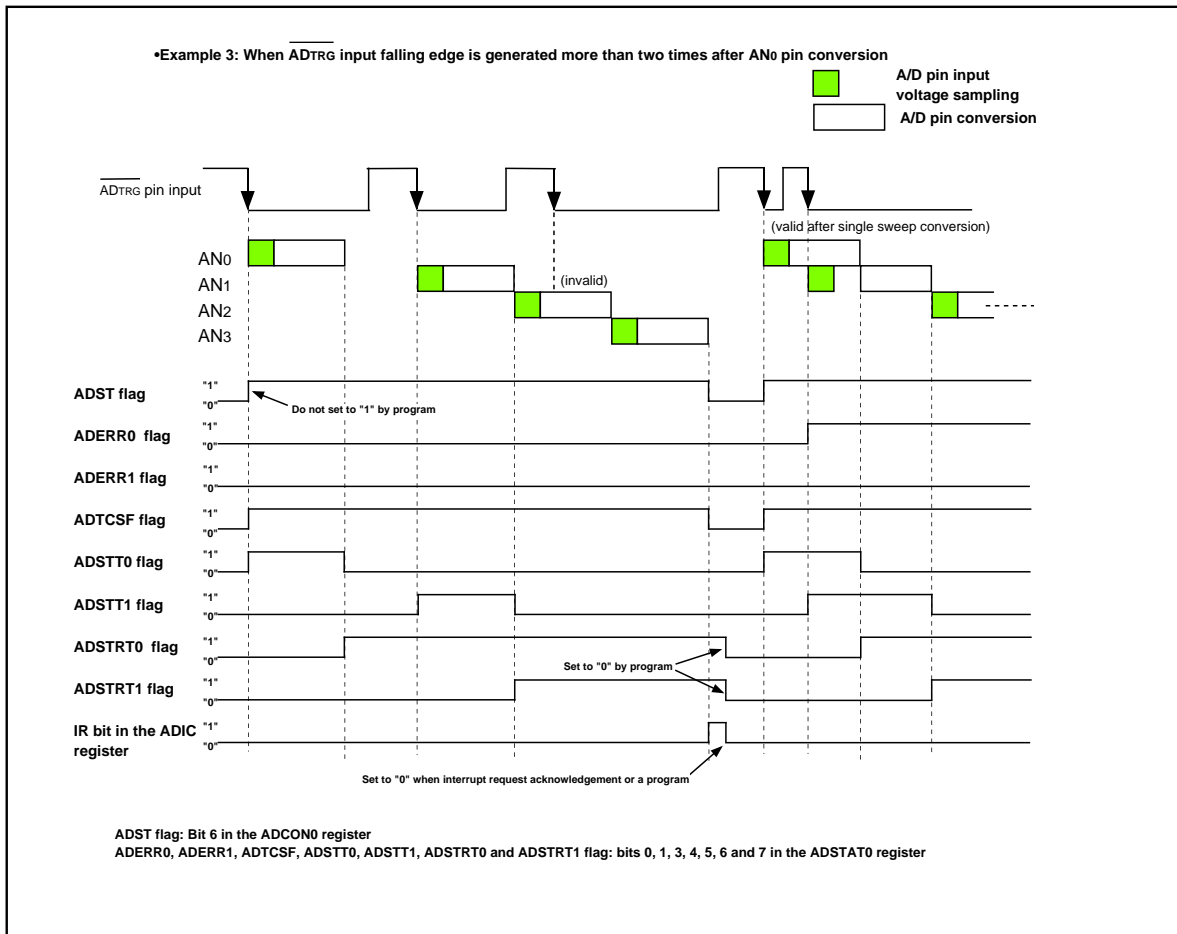 •Example 3: When ADTRG input falling edge is generated more than two times after AN0 pin conversion
A/D pin input
voltage sampling
A/D pin conversion
ADTRG pin input
(valid after single sweep conversion)
AN0
AN1
(invalid)
AN2
AN3
ADST flag
"1"
"0"
Do not set to "1" by program
ADERR0 flag
"1"
"0"
ADERR1 flag
"1"
"0"
ADTCSF flag
"1"
"0"
ADSTT0 flag
"1"
"0"
ADSTT1 flag
"1"
"0"
ADSTRT0 flag
"1"
"0"
Set to "0" by program
ADSTRT1 flag
"1"
"0"
IR bit in the ADIC
register
"1"
"0"
Set to "0" when interrupt request acknowledgement or a program
ADST flag: Bit 6 in the ADCON0 register
ADERR0, ADERR1, ADTCSF, ADSTT0, ADSTT1, ADSTRT0 and ADSTRT1 flag: bits 0, 1, 3, 4, 5, 6 and 7 in the ADSTAT0 register